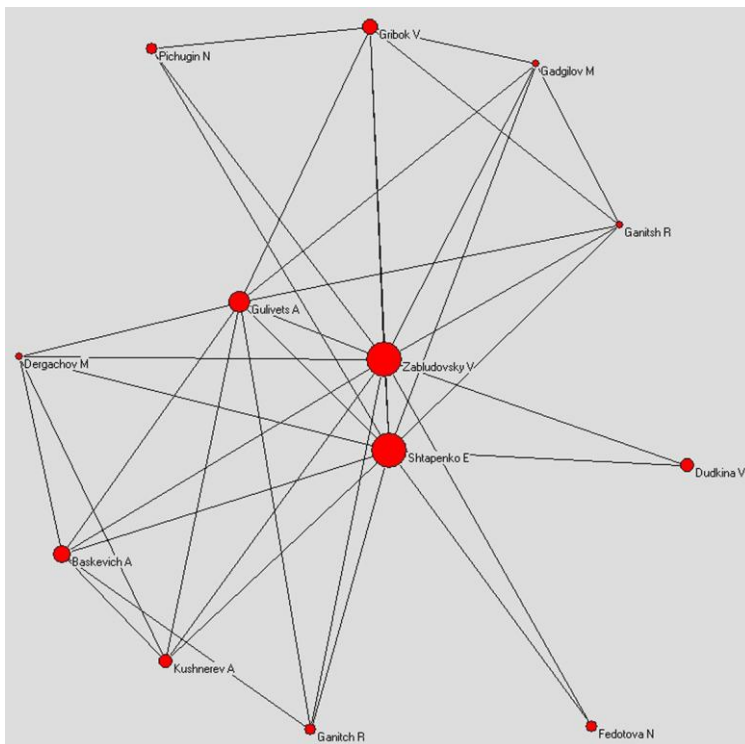 Gribok V
Pichugin N
Gadgilov M
Ganitsh R
Gulivets A
Dergachov M
Zabludovsky V
Shtapenko E
Dudkina V
Baskevich A
Kushnerev A
Ganitch R
Fedotova N